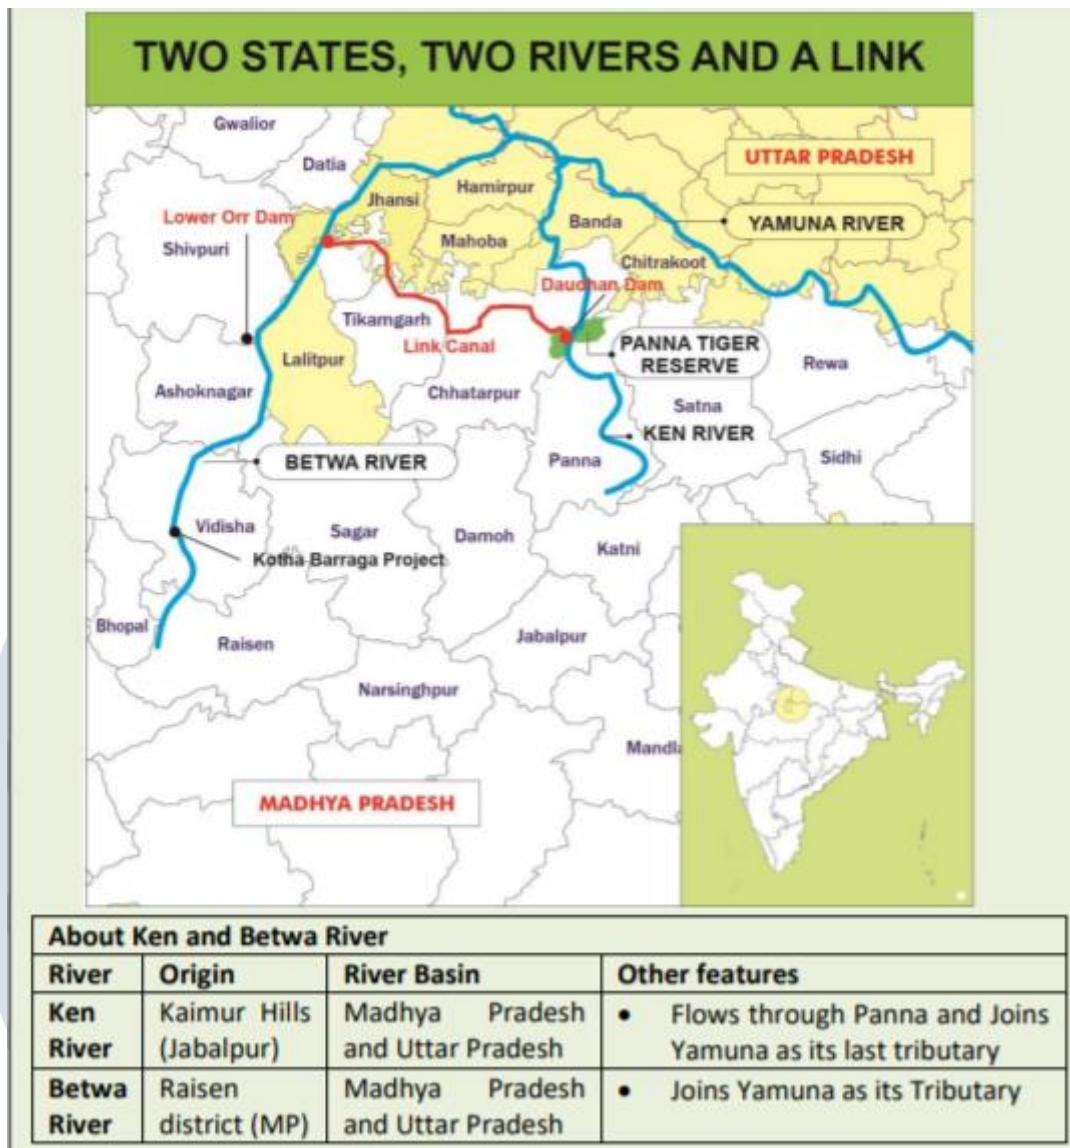 TWO STATES, TWO RIVERS AND A LINK
Gwalior
Datia
UTTAR PRADESH
Jhansi
Hamirpur
Lower Orr Dam
Banda
YAMUNA RIVER
Shivpuri
Mahoba
Chitrakoot
Daudhan Dam
Tikamgarh
Link Canal
PANNA TIGER
RESERVE
Lalitpur
Rewa
Ashoknagar
Chhatarpur
Satna
KEN RIVER
BETWA RIVER
Panna
Sidhi
Vidisha
Sagar
Damoh
Katni
Kotha Barraga Project
Bhopal
Raisen
Jabalpur
Narsinghpur
Mandla
MADHYA PRADESH
About Ken and Betwa River
River Origin River Basin Other features
Ken Kaimur Hills Madhya Pradesh • Flows through Panna and Joins
River (Jabalpur) and Uttar Pradesh Yamuna as its last tributary
Betwa Raisen Madhya Pradesh • Joins Yamuna as its Tributary
River district (MP) and Uttar Pradesh